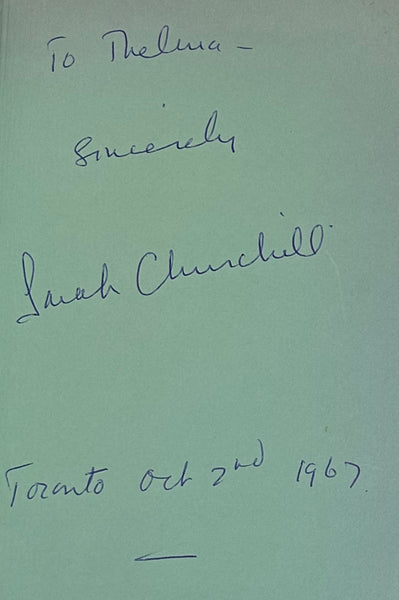 To Thelma –
Sincerely
Sarah Churchill
Toronto Oct 2nd 1967.